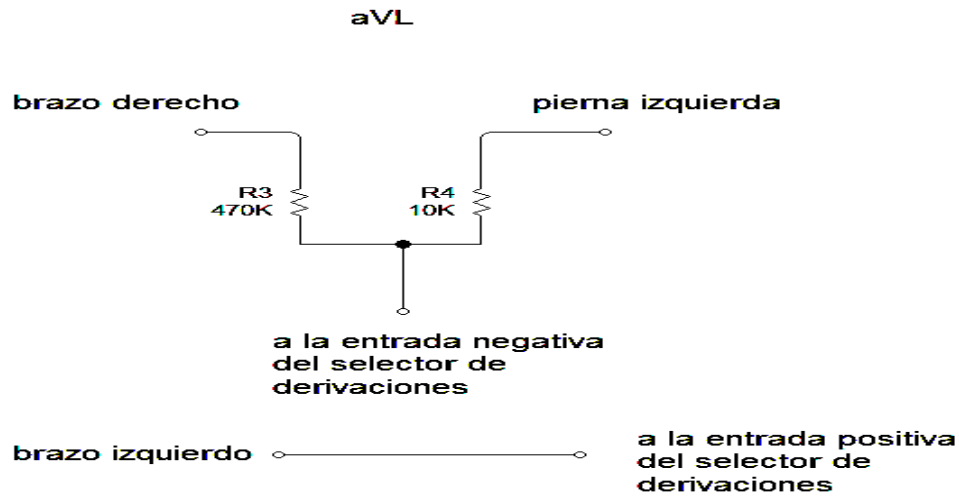 aVL
brazo derecho
pierna izquierda
R3
470K
R4
10K
a la entrada negativa
del selector de
derivaciones
brazo izquierdo
a la entrada positiva
del selector de
derivaciones